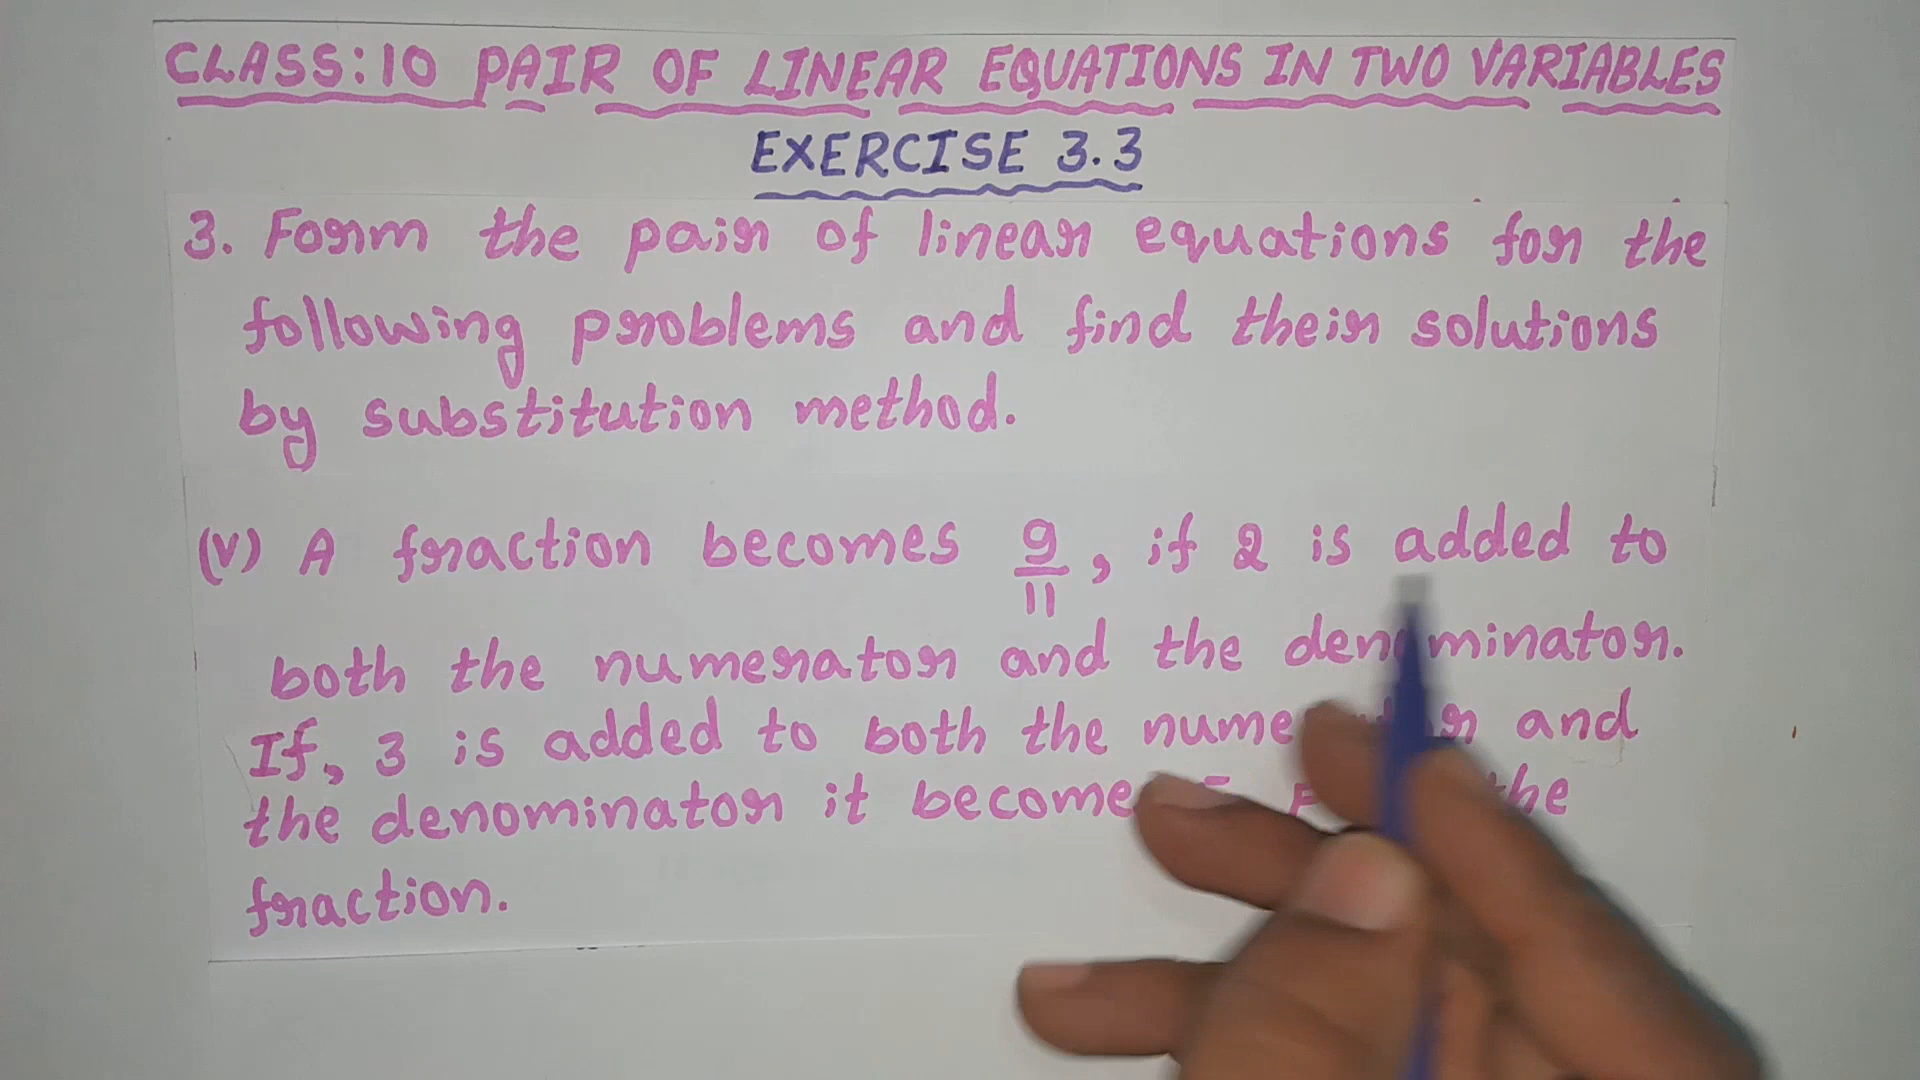 CLASS:10 PAIR OF LINEAR EQUATIONS IN TWO VARIABLES
EXERCISE 3.3
3. Form the pair of linear equations for the
following problems and find their solutions
by substitution method.
(V) A fraction becomes 9/11, if 2 is added to
both the numerator and the denominator.
If, 3 is added to both the numerator and
the denominator it become the
fraction.